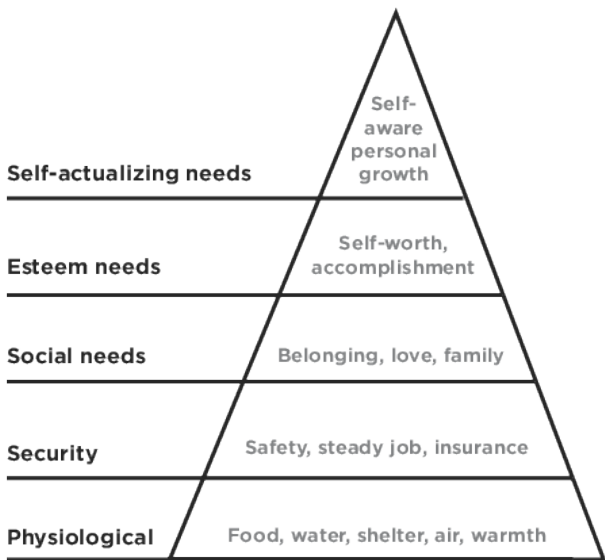 Self-
aware
personal
growth
Self-actualizing needs
Self-worth,
accomplishment
Esteem needs
Social needs
Belonging, love, family
Security
Safety, steady job, insurance
Physiological
Food, water, shelter, air, warmth